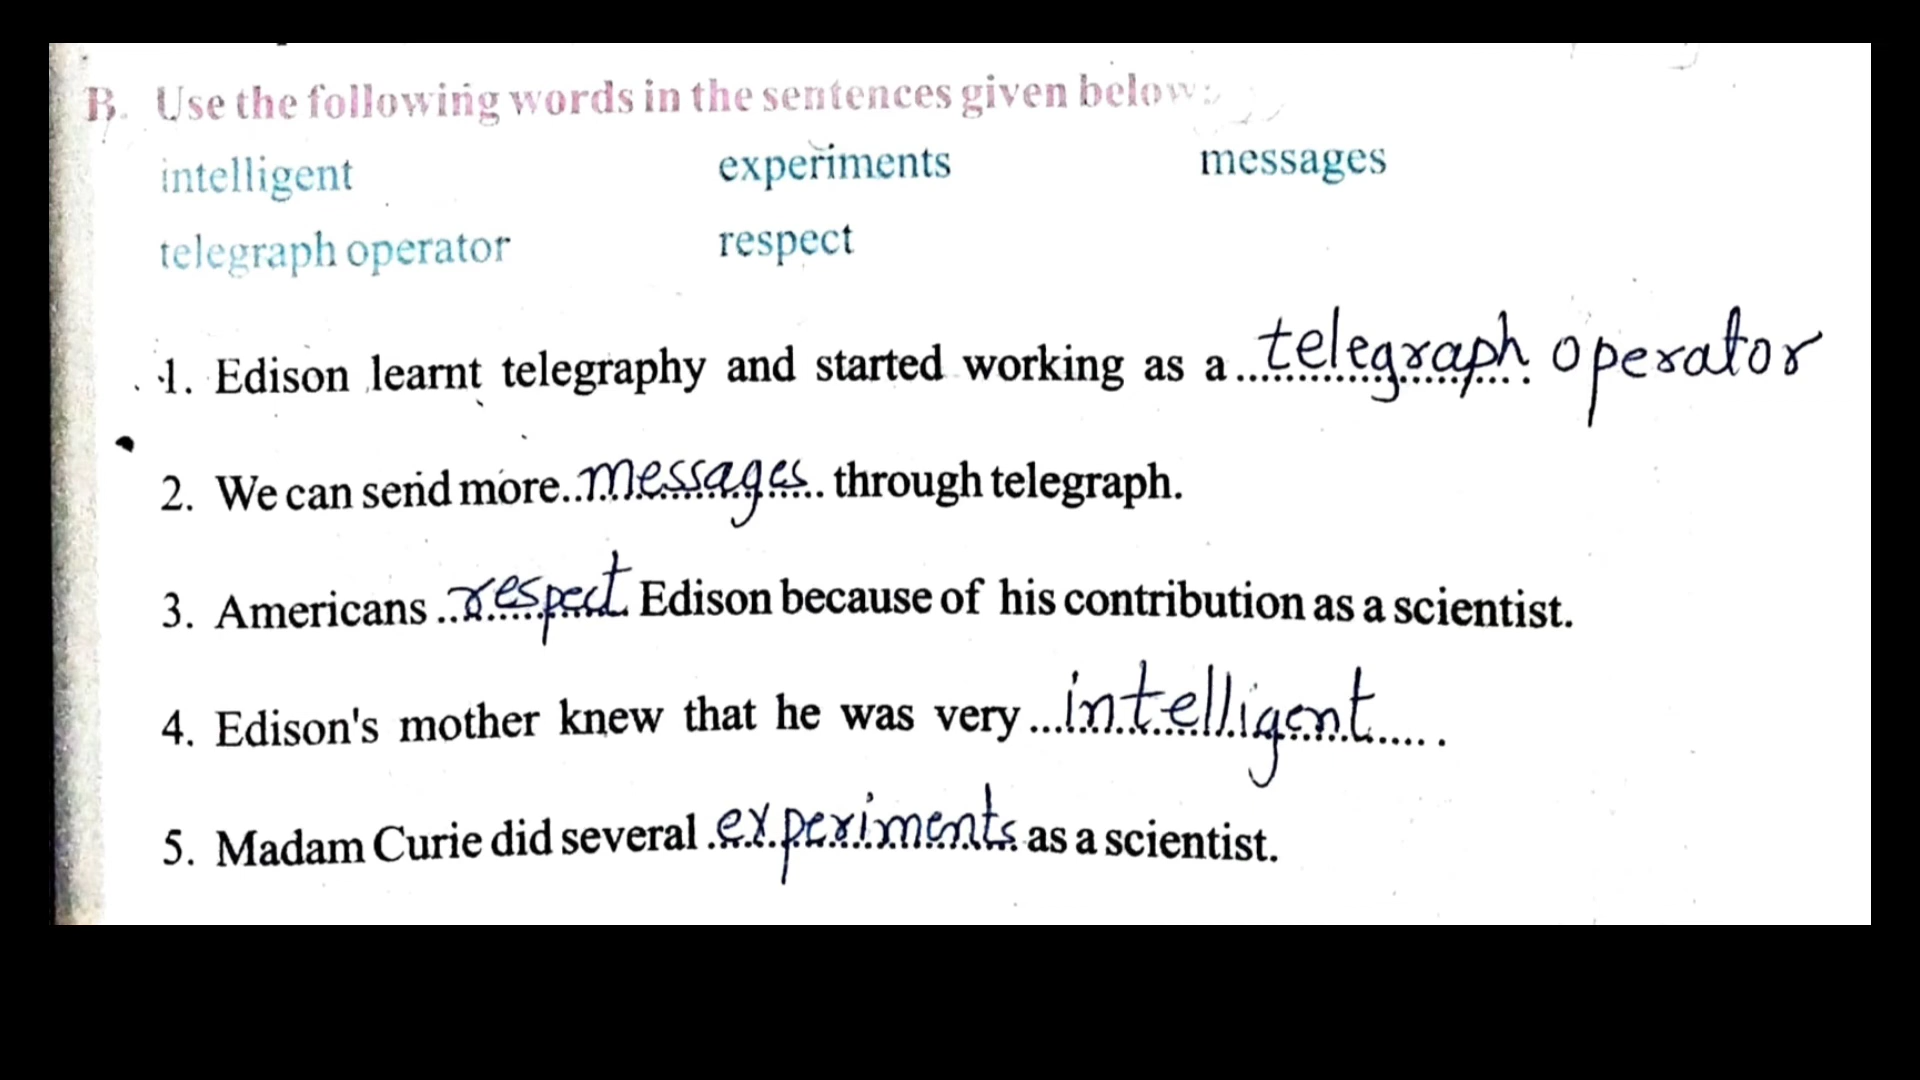 B. Use the following words in the sentences given below:
intelligent experiments messages
telegraph operator respect
1. Edison learnt telegraphy and started working as a telegraph operator
2. We can send more messages through telegraph.
3. Americans respect Edison because of his contribution as a scientist.
4. Edison's mother knew that he was very intelligent.
5. Madam Curie did several experiments as a scientist.